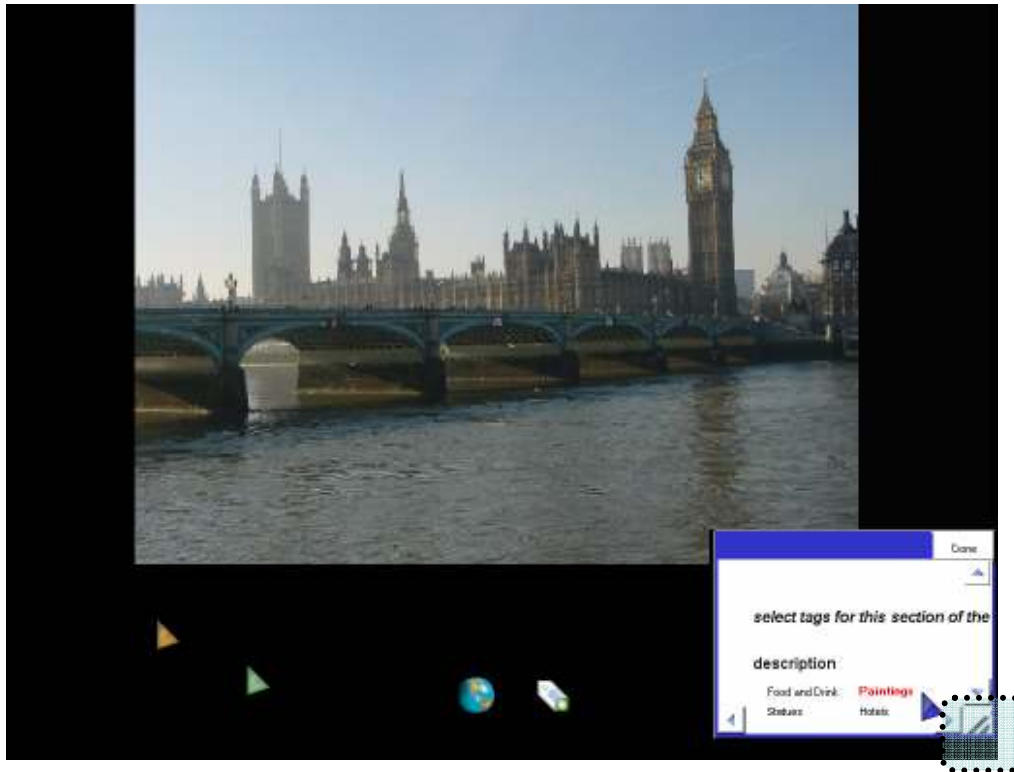 Done
select tags for this section of the
description
Food and Drink Paintings
Statues Hotels